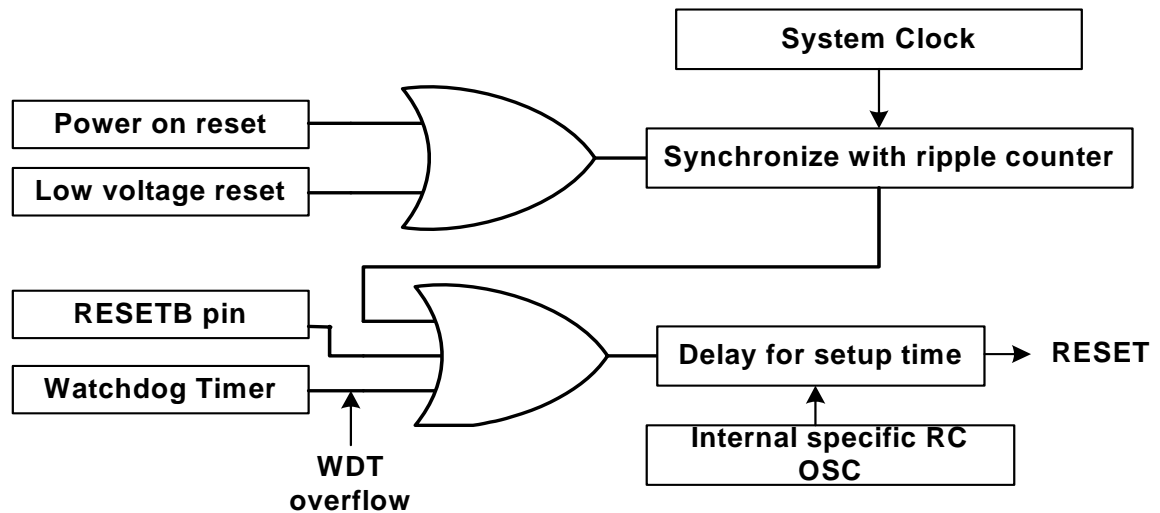 System Clock
Power on reset
Synchronize with ripple counter
Low voltage reset
RESETB pin
Delay for setup time
RESET
Watchdog Timer
Internal specific RC
OSC
WDT
overflow